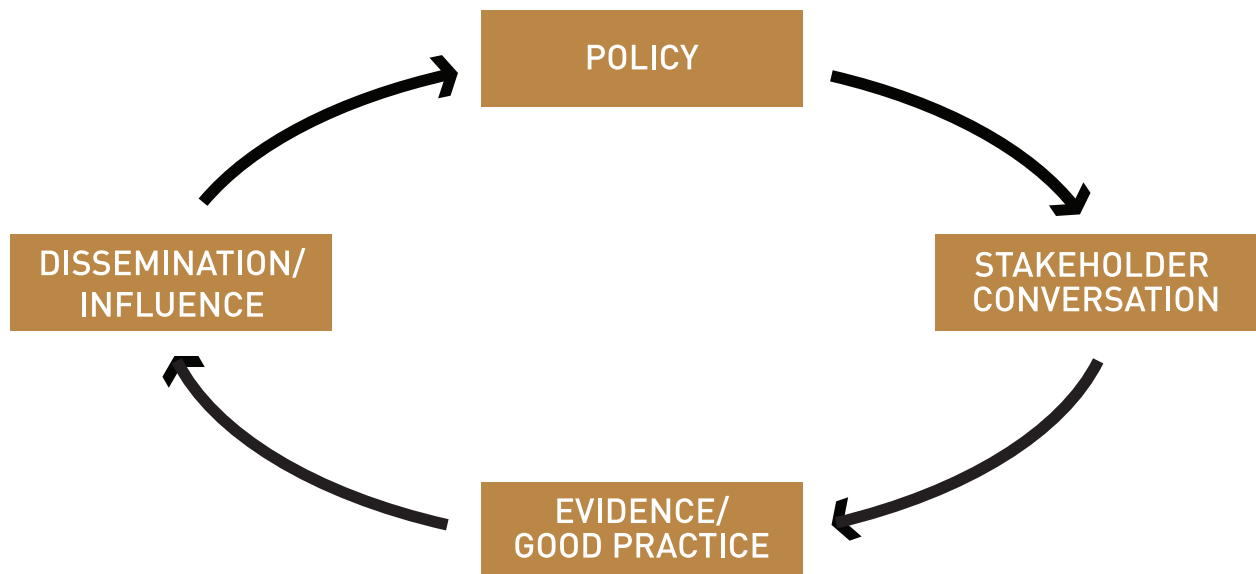 POLICY
DISSEMINATION/
INFLUENCE
STAKEHOLDER
CONVERSATION
EVIDENCE/
GOOD PRACTICE